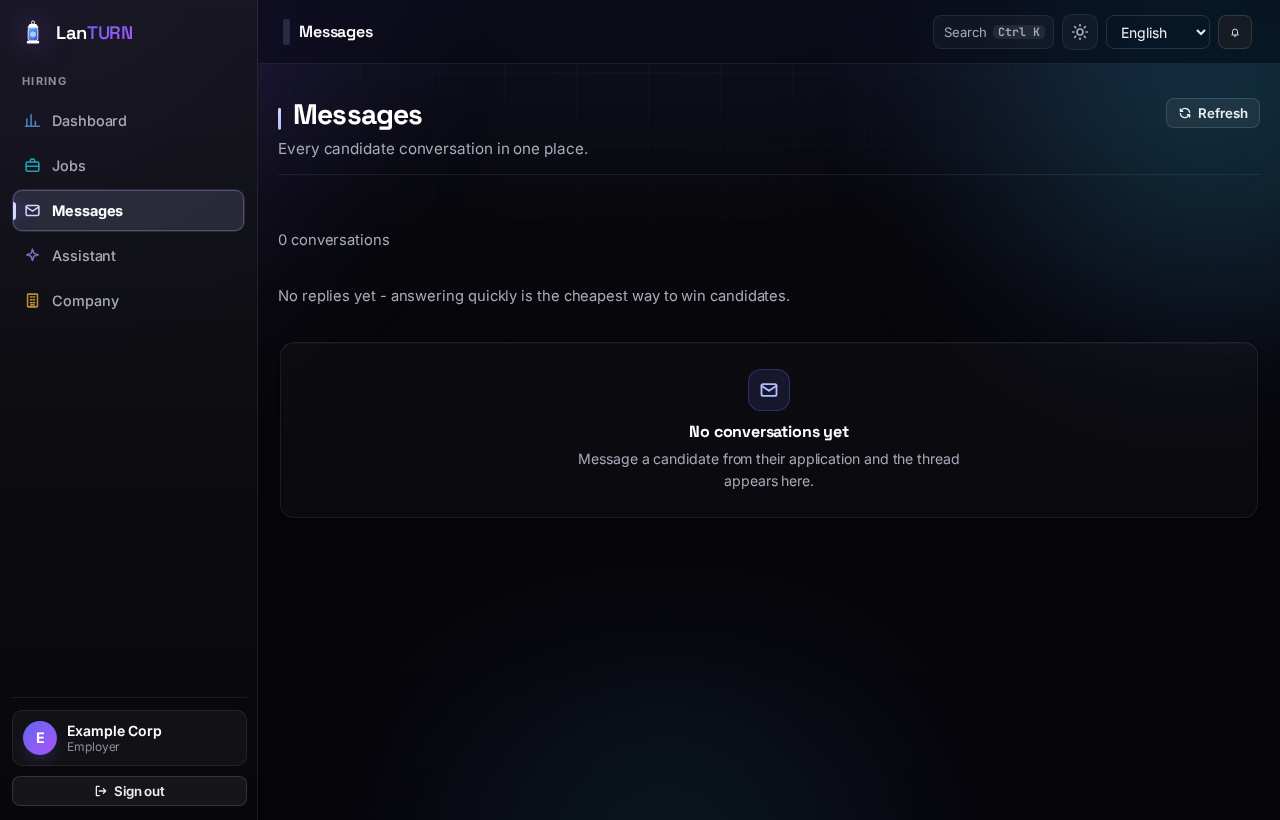 LanTURN
HIRING
Dashboard
Jobs
Messages
Assistant
Company
Example Corp
E
Employer
Sign out
Messages
Search Ctrl K
English
Messages
Refresh
Every candidate conversation in one place.
0 conversations
No replies yet - answering quickly is the cheapest way to win candidates.
No conversations yet
Message a candidate from their application and the thread
appears here.